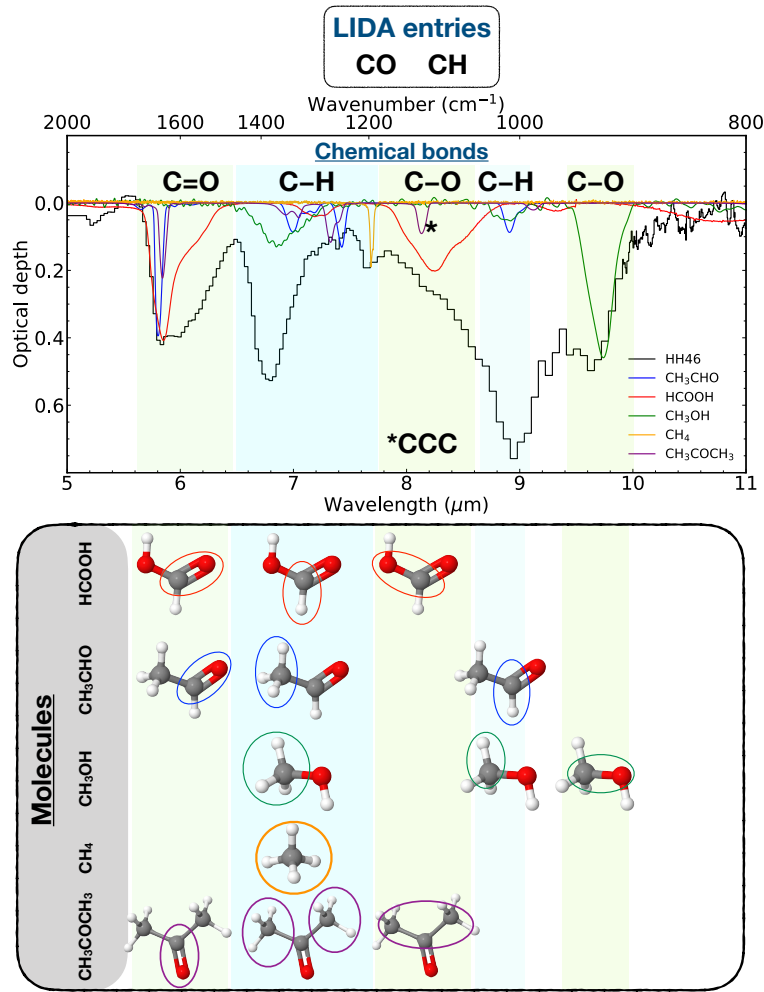 LIDA entries
CO CH
Wavenumber (cm⁻¹)
2000 1600 1400 1200 1000 800
Chemical bonds
C=O C−H C−O C−H C−O
*
0.0
0.2
0.4
0.6
Optical depth
HH46
CH₃CHO
HCOOH
CH₃OH
CH₄
CH₃COCH₃
*CCC
5 6 7 8 9 10 11
Wavelength (μm)
Molecules
HCOOH
CH₃CHO
CH₃OH
CH₄
CH₃COCH₃